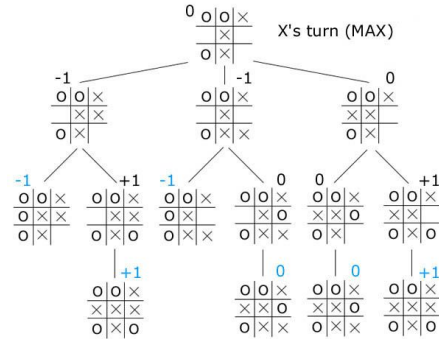 0
O O ×
×
O
X's turn (MAX)
-1
-1
0
O O ×
× ×
O ×
O O ×
×
O ×
O O ×
×
O ×
-1
+1
-1
0
0
+1
O O ×
O × ×
O ×
O O ×
× ×
O × O
O O ×
O ×
O ×
O O ×
× O
O ×
O O ×
× O
O ×
O O ×
× ×
O × O
+1
0
0
+1
O O ×
× × ×
O × O
O O ×
× × O
O × ×
O O ×
× × O
O × ×
O O ×
× × ×
O × O